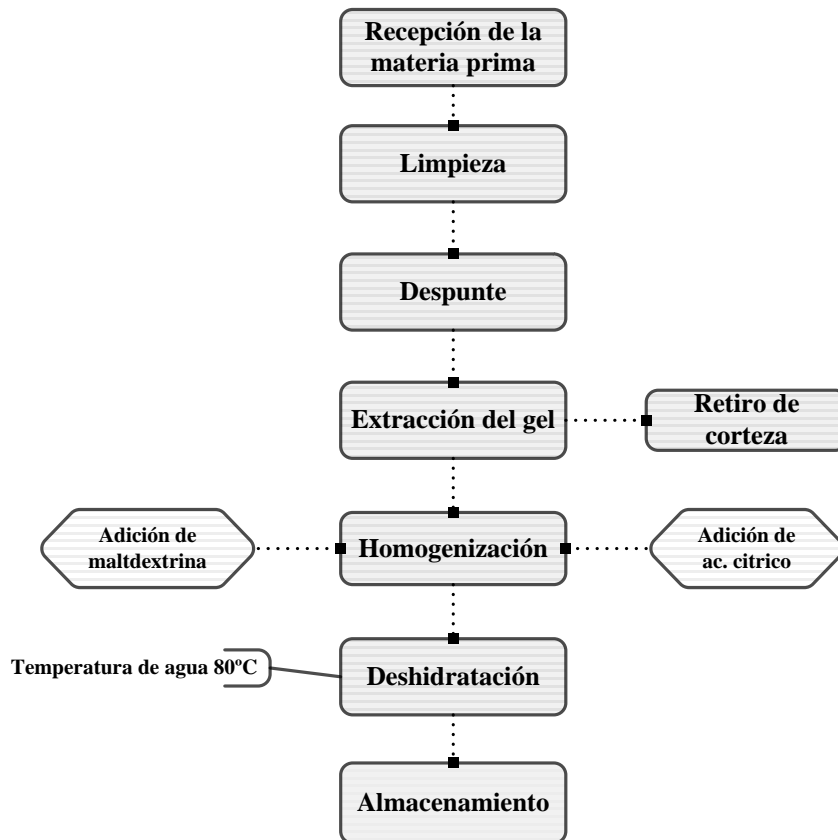 Recepción de la
materia prima
Limpieza
Despunte
Extracción del gel
Retiro de
corteza
Adición de
maltdextrina
Homogenización
Adición de
ac. citrico
Temperatura de agua 80ºC
Deshidratación
Almacenamiento